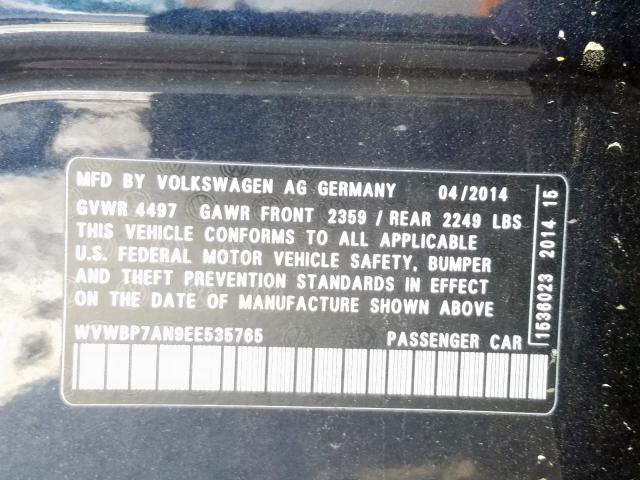 MFD BY VOLKSWAGEN AG GERMANY 04/2014
GVWR 4497 GAWR FRONT 2359 / REAR 2249 LBS
THIS VEHICLE CONFORMS TO ALL APPLICABLE
U.S. FEDERAL MOTOR VEHICLE SAFETY, BUMPER
AND THEFT PREVENTION STANDARDS IN EFFECT
ON THE DATE OF MANUFACTURE SHOWN ABOVE
WVWBP7AN9EE535765 PASSENGER CAR
1536023 2014 15